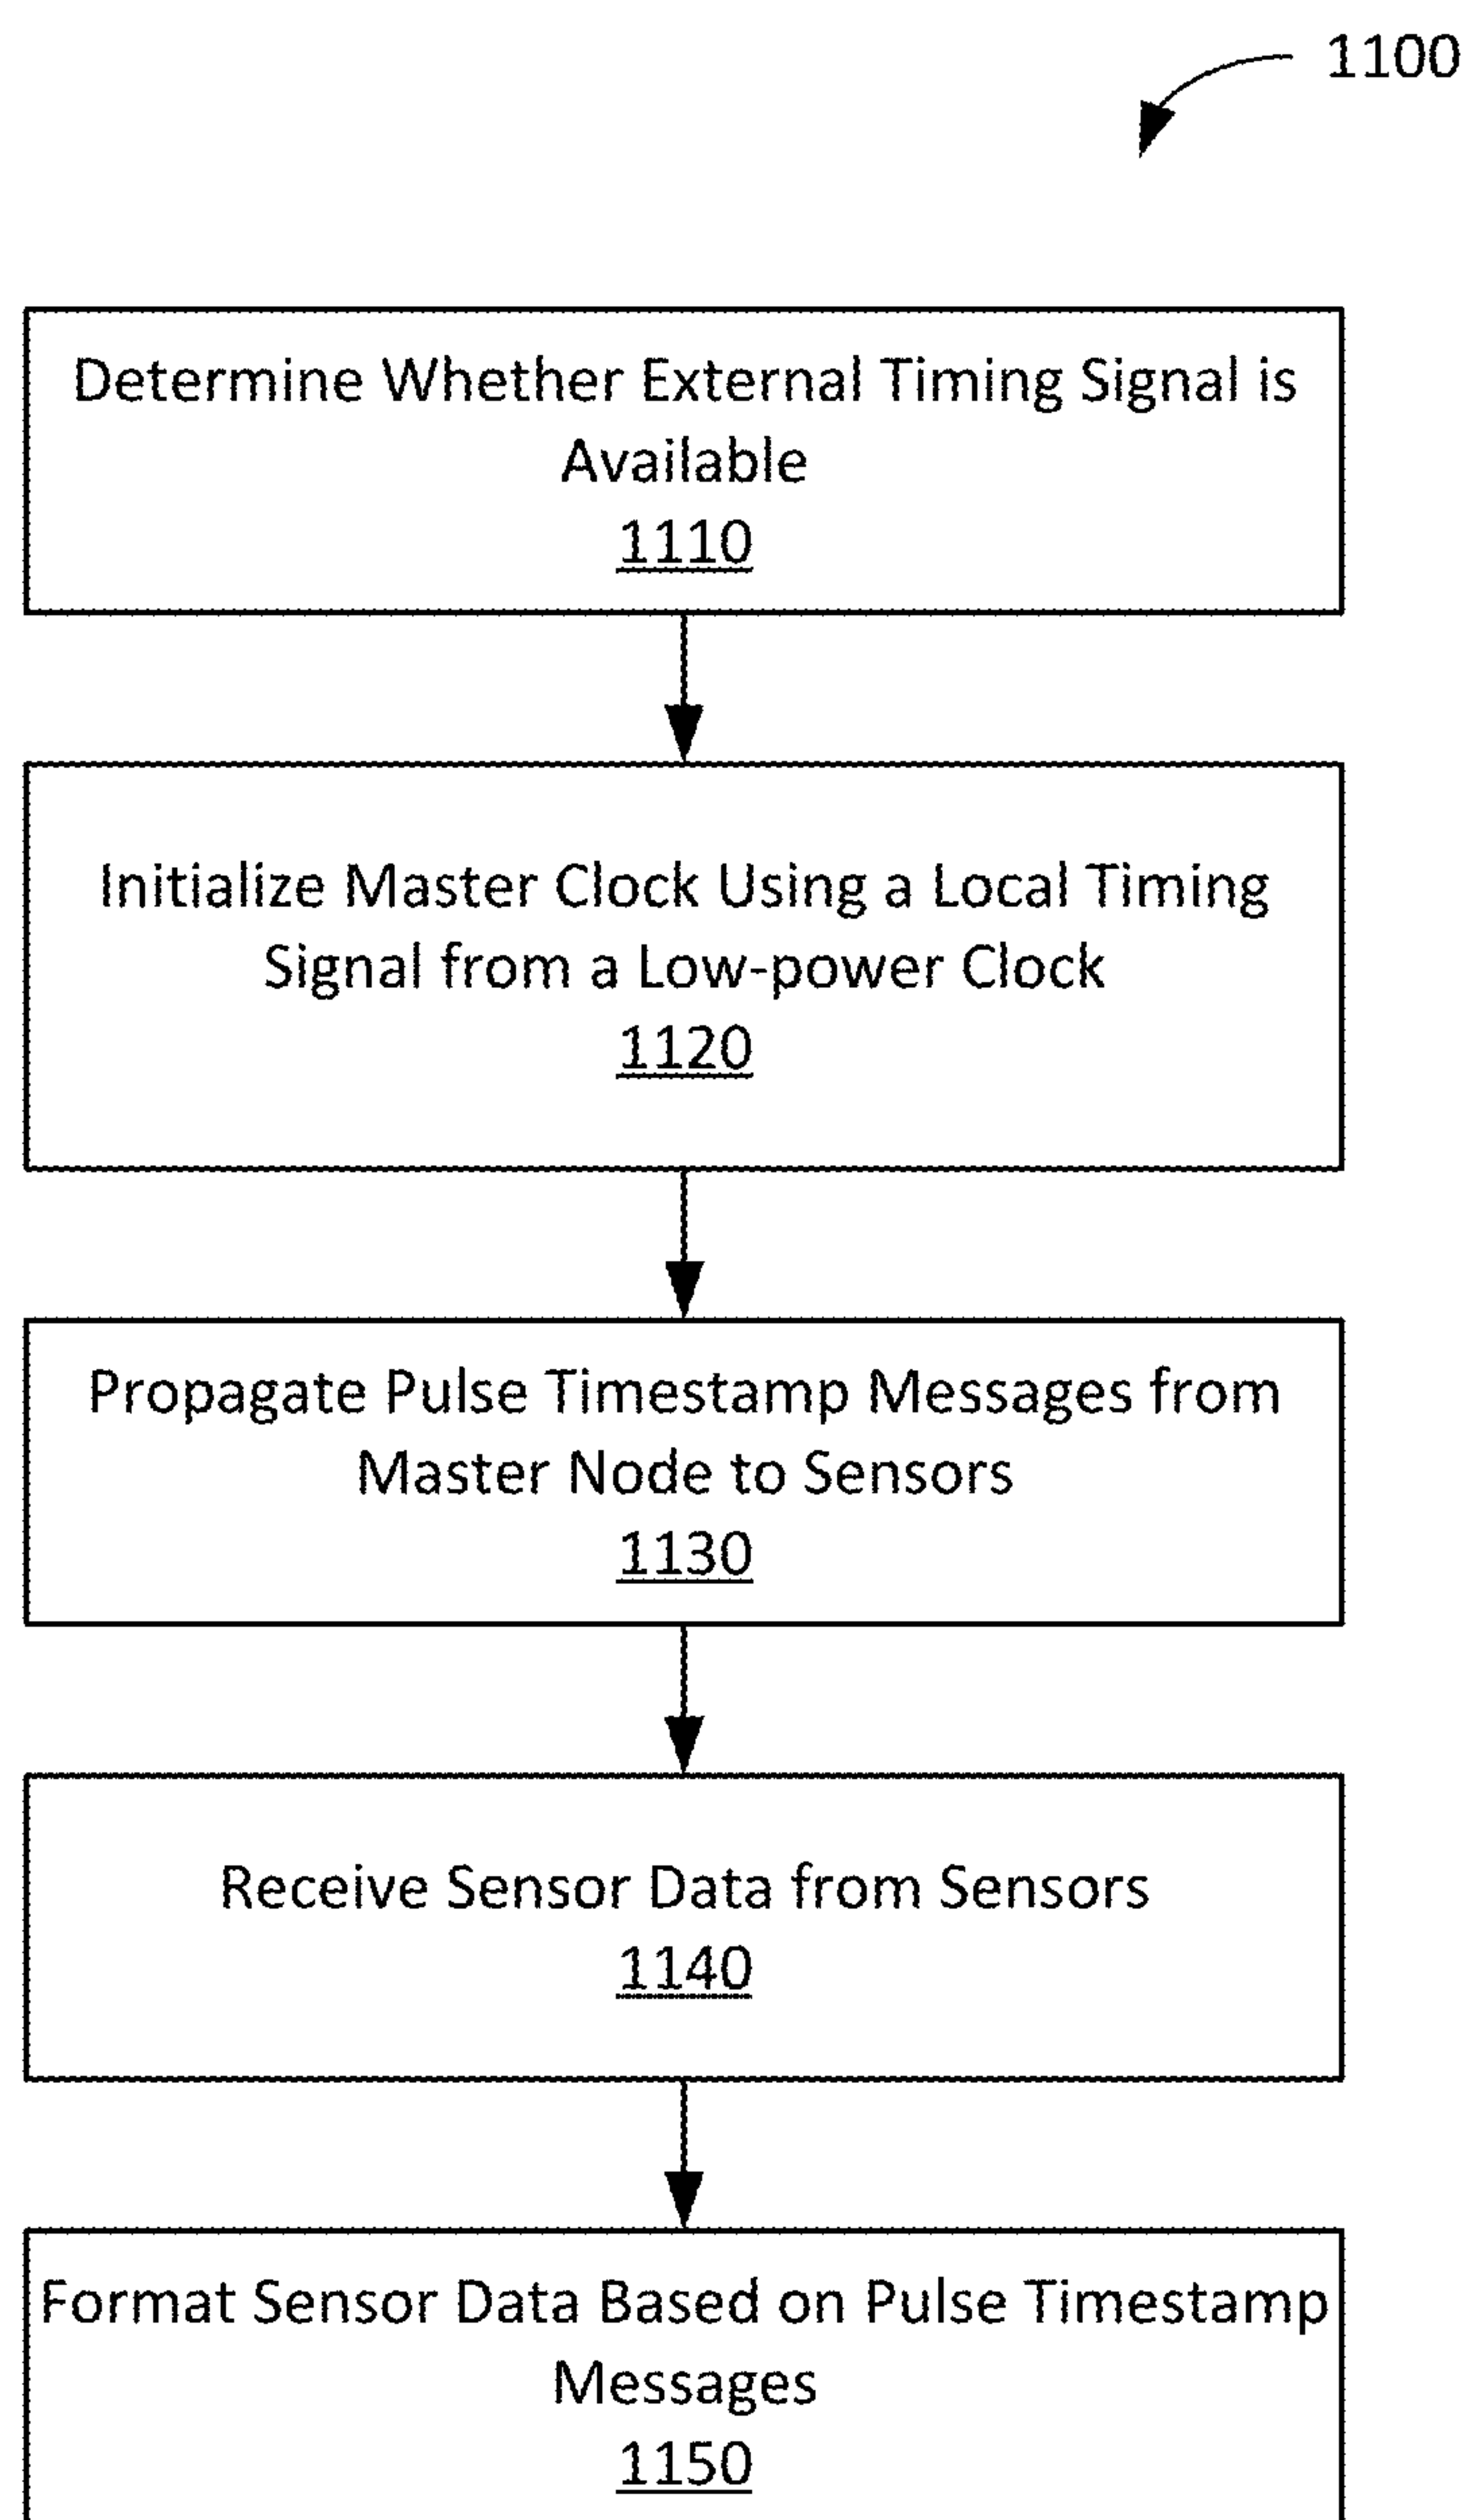 1100
Determine Whether External Timing Signal is
Available
1110
Initialize Master Clock Using a Local Timing
Signal from a Low-power Clock
1120
Propagate Pulse Timestamp Messages from
Master Node to Sensors
1130
Receive Sensor Data from Sensors
1140
Format Sensor Data Based on Pulse Timestamp
Messages
1150